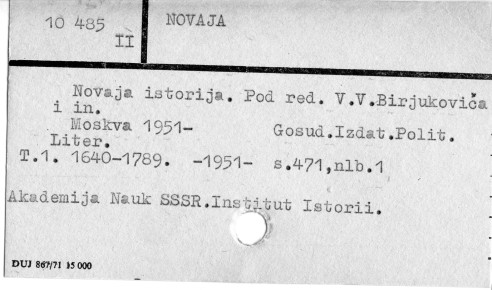 10 485
II
NOVAJA
Novaja istorija. Pod red. V.V.Birjukoviča
i in.
Moskva 1951- Gosud.Izdat.Polit.
Liter.
T.1. 1640-1789. -1951- s.471,nlb.1
Akademija Nauk SSSR.Institut Istorii.
DUJ 867/71 15 000